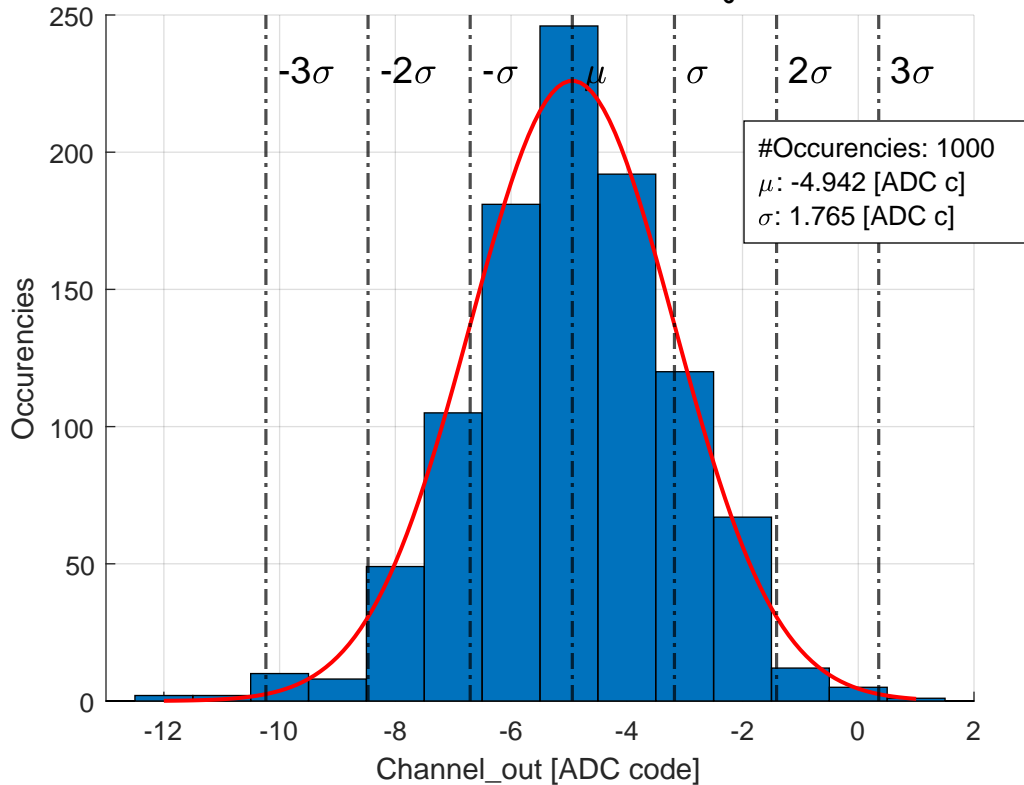 250
200
150
100
50
0
-3σ
-2σ
-σ
μ
σ
2σ
3σ
#Occurencies: 1000
μ: -4.942 [ADC c]
σ: 1.765 [ADC c]
Occurencies
-12
-10
-8
-6
-4
-2
0
2
Channel_out [ADC code]